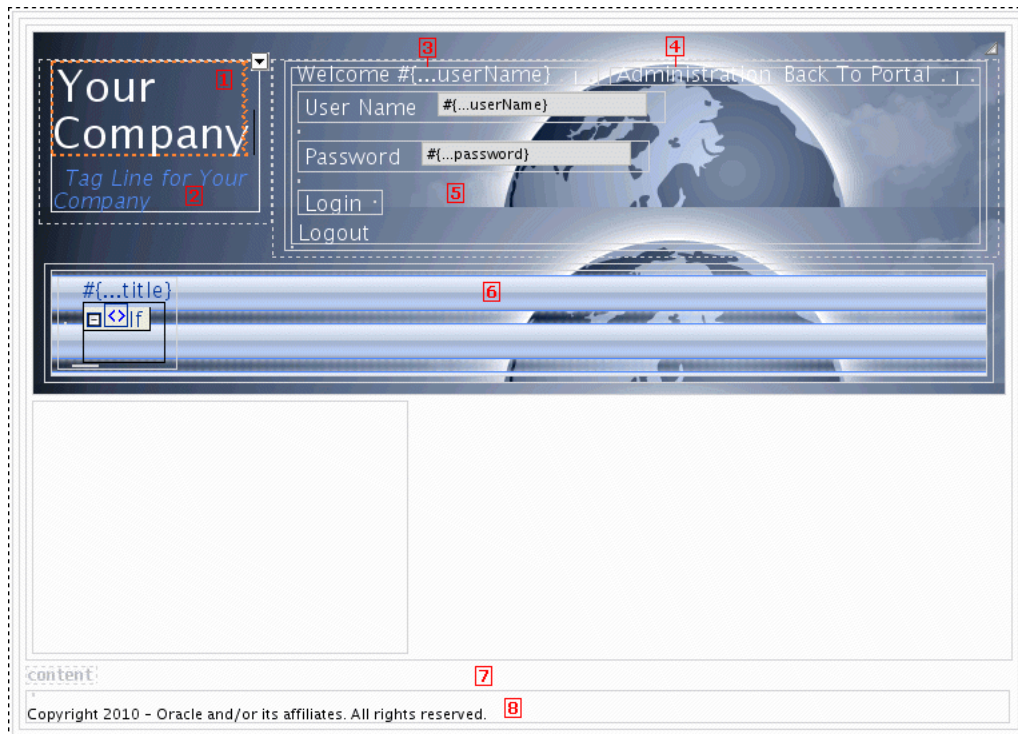 3
4
Your
1
Company
Welcome #{...userName}
Administration Back To Portal
User Name #{...userName}
Password #{...password}
Tag Line for Your
Company
2
5
Login
Logout
#{...title}
6
If
content
7
Copyright 2010 - Oracle and/or its affiliates. All rights reserved.
8